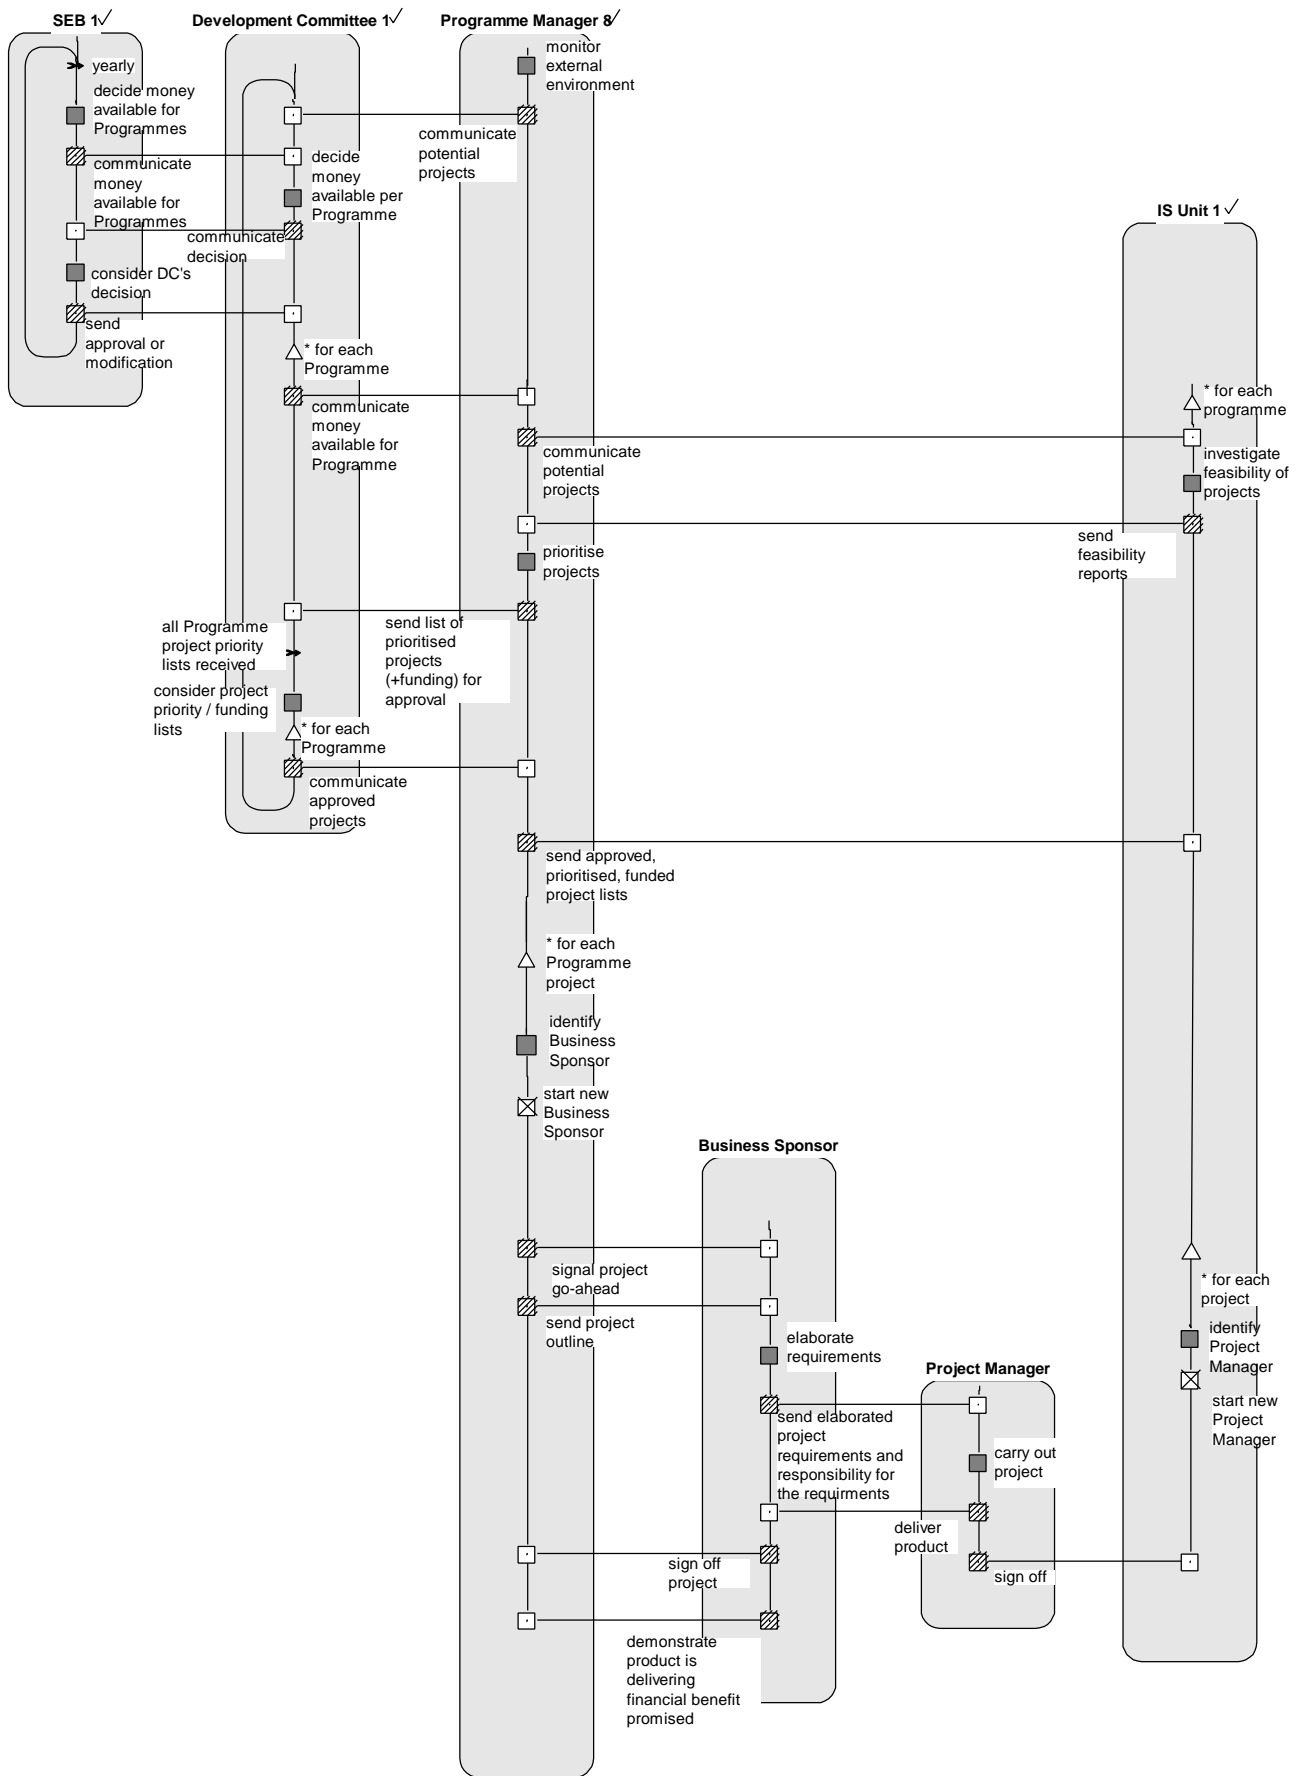 SEB 1✓
Development Committee 1✓
Programme Manager 8✓
monitor
external
environment
yearly
decide money
available for
Programmes
communicate
potential
projects
communicate
money
available for
Programmes
decide
money
available per
Programme
IS Unit 1 ✓
communicate
decision
consider DC's
decision
send
approval or
modification
* for each
Programme
* for each
programme
communicate
money
available for
Programme
communicate
potential
projects
investigate
feasibility of
projects
send
feasibility
reports
prioritise
projects
all Programme
project priority
lists received
send list of
prioritised
projects
(+funding) for
approval
consider project
priority / funding
lists
* for each
Programme
communicate
approved
projects
send approved,
prioritised, funded
project lists
* for each
Programme
project
identify
Business
Sponsor
start new
Business
Sponsor
Business Sponsor
signal project
go-ahead
* for each
project
send project
outline
elaborate
requirements
identify
Project
Manager
Project Manager
start new
Project
Manager
send elaborated
project
requirements and
responsibility for
the requirments
carry out
project
deliver
product
sign off
project
sign off
demonstrate
product is
delivering
financial benefit
promised